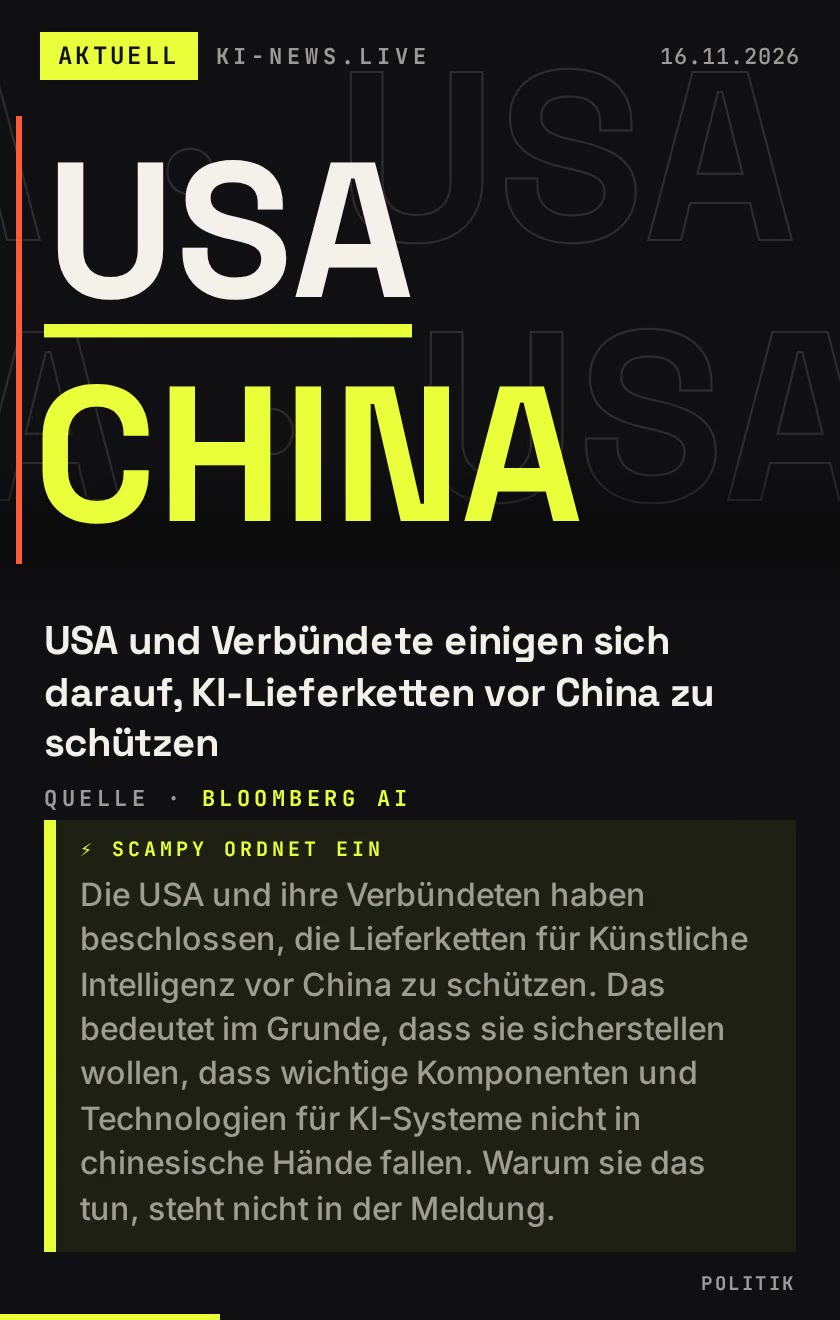 AKTUELL KI-NEWS.LIVE 16.11.2026
A · USA
USA
A · USA
CHINA
USA und Verbündete einigen sich
darauf, KI-Lieferketten vor China zu
schützen
QUELLE · BLOOMBERG AI
⚡ SCAMPY ORDNET EIN
Die USA und ihre Verbündeten haben
beschlossen, die Lieferketten für Künstliche
Intelligenz vor China zu schützen. Das
bedeutet im Grunde, dass sie sicherstellen
wollen, dass wichtige Komponenten und
Technologien für KI-Systeme nicht in
chinesische Hände fallen. Warum sie das
tun, steht nicht in der Meldung.
POLITIK